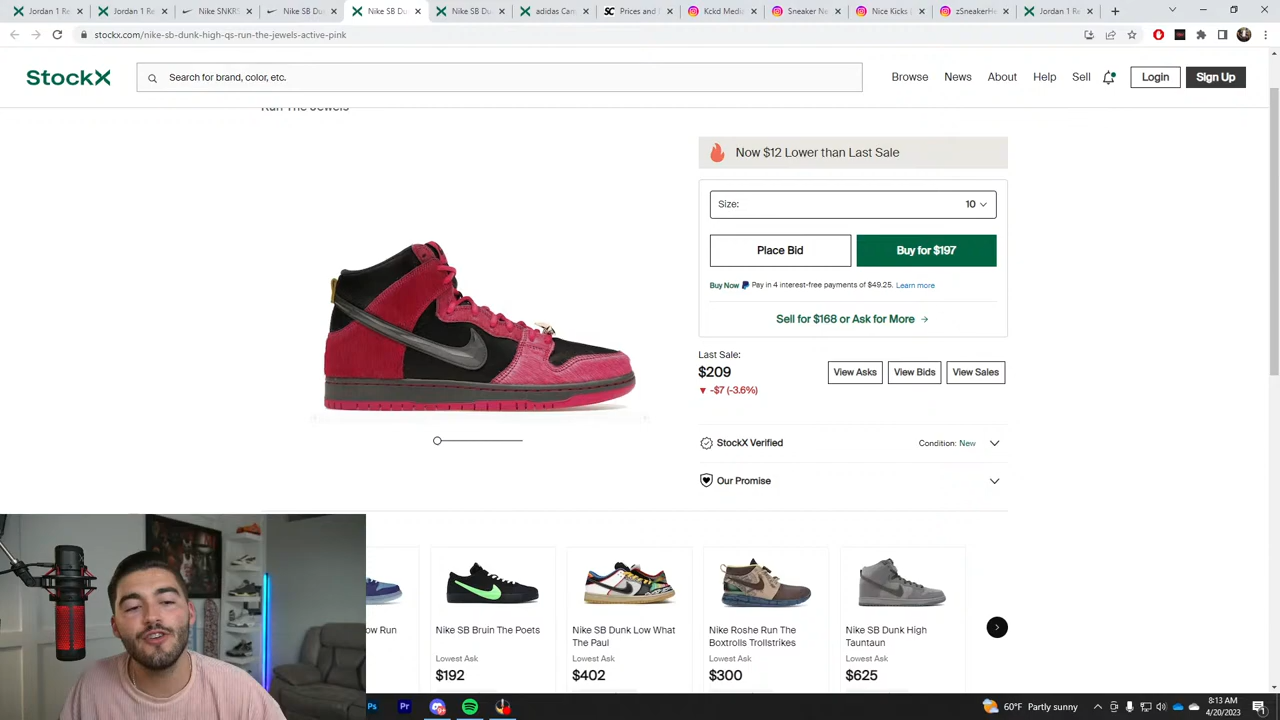 Jordan 1 R
Jordan 1 R
Nike SNKRS
Nike SB Du
Nike SB Du
Nike SB Du
adidas Cam
Prices and
Kckd Medi
Sneaker Ne
Nice Kicks
zSneakerHe
Jordan 1 Re
stockx.com/nike-sb-dunk-high-qs-run-the-jewels-active-pink
StockX
Search for brand, color, etc.
Browse News About Help Sell Login Sign Up
Run The Jewels
Now $12 Lower than Last Sale
Size: 10
Place Bid Buy for $197
Buy Now Pay in 4 interest-free payments of $49.25. Learn more
Sell for $168 or Ask for More →
Last Sale:
$209
▼ -$7 (-3.6%)
View Asks View Bids View Sales
StockX Verified Condition: New
Our Promise
ow Run
Nike SB Bruin The Poets
Lowest Ask
$192
Nike SB Dunk Low What
The Paul
Lowest Ask
$402
Nike Roshe Run The
Boxtrolls Trollstrikes
Lowest Ask
$300
Nike SB Dunk High
Tauntaun
Lowest Ask
$625
Ps Pr
60°F Partly sunny
8:13 AM
4/20/2023